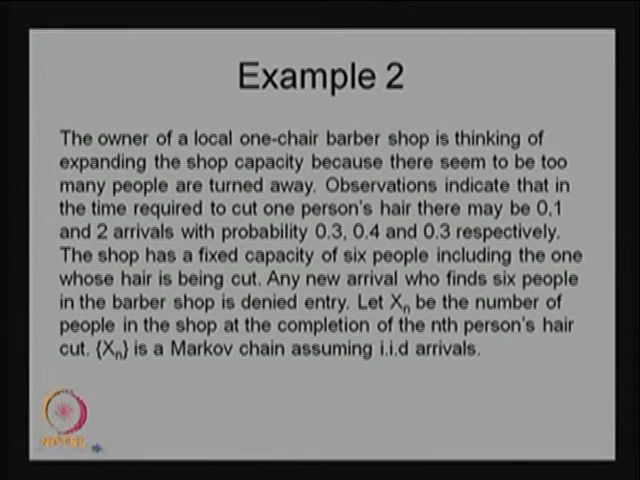 Example 2
The owner of a local one-chair barber shop is thinking of
expanding the shop capacity because there seem to be too
many people are turned away. Observations indicate that in
the time required to cut one person's hair there may be 0,1
and 2 arrivals with probability 0.3, 0.4 and 0.3 respectively.
The shop has a fixed capacity of six people including the one
whose hair is being cut. Any new arrival who finds six people
in the barber shop is denied entry. Let Xn be the number of
people in the shop at the completion of the nth person's hair
cut. {Xn} is a Markov chain assuming i.i.d arrivals.
NPTEL